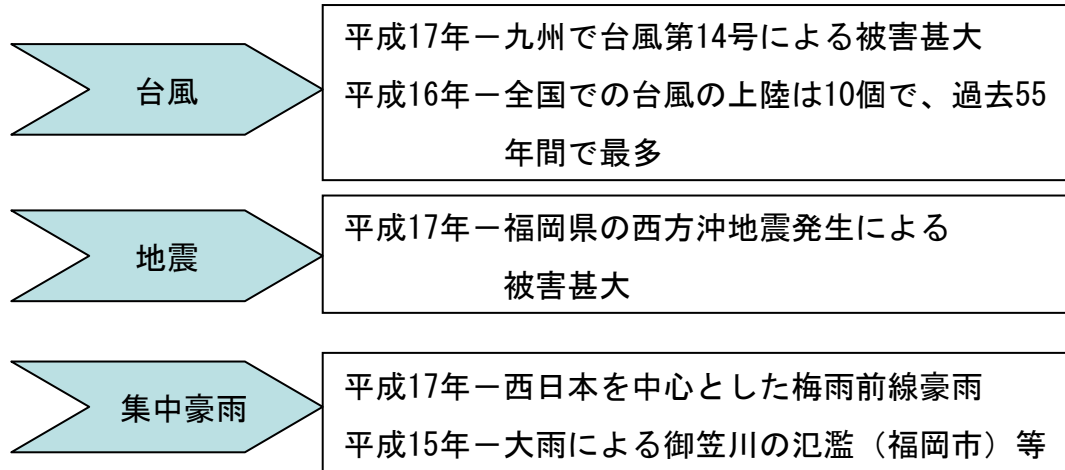 台風
平成17年－九州で台風第14号による被害甚大
平成16年－全国での台風の上陸は10個で、過去55
年間で最多
地震
平成17年－福岡県の西方沖地震発生による
被害甚大
集中豪雨
平成17年－西日本を中心とした梅雨前線豪雨
平成15年－大雨による御笠川の氾濫（福岡市）等